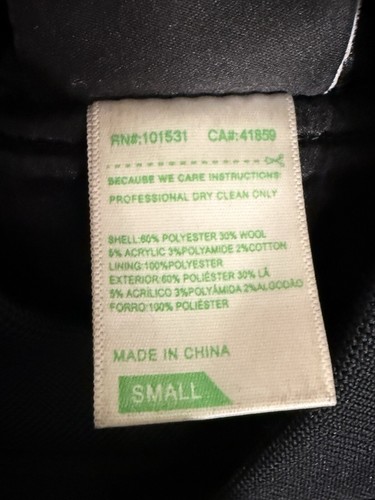 RN#:101531 CA#:41859
BECAUSE WE CARE INSTRUCTIONS:
PROFESSIONAL DRY CLEAN ONLY
SHELL:60% POLYESTER 30% WOOL
5% ACRYLIC 3%POLYAMIDE 2%COTTON
LINING:100%POLYESTER
EXTERIOR:60% POLIÉSTER 30% LÃ
5% ACRÍLICO 3%POLYÂMIDA 2%ALGODÃO
FORRO:100% POLIÉSTER
MADE IN CHINA
SMALL